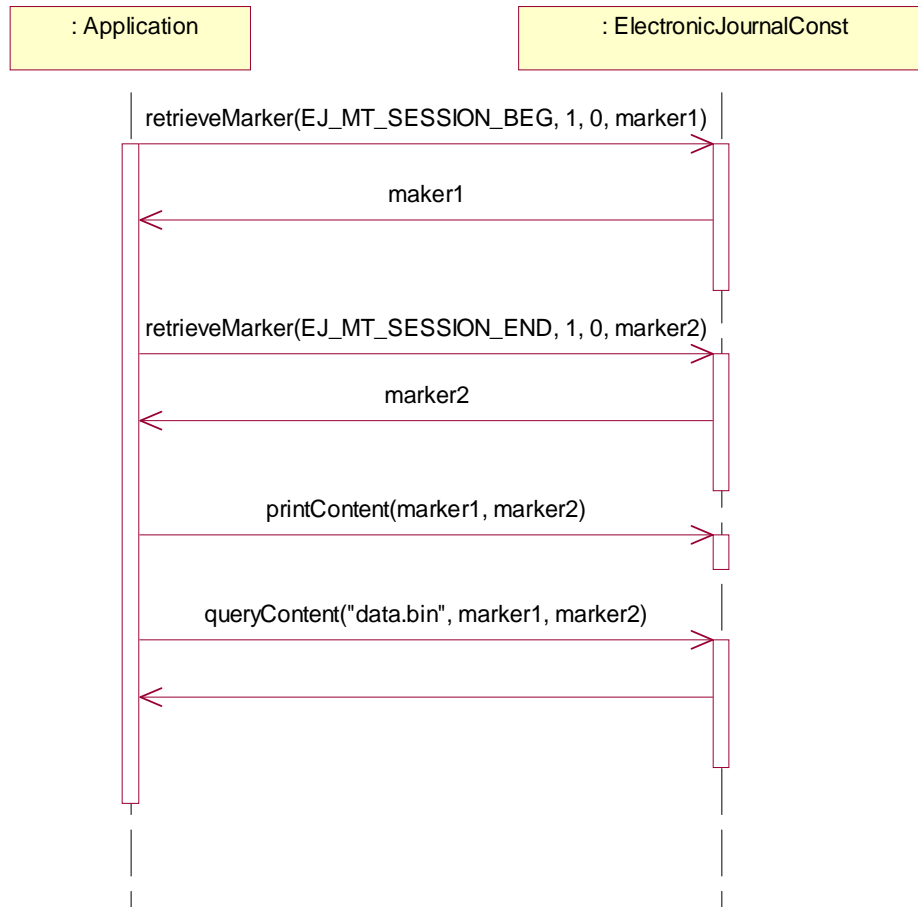 : Application
: ElectronicJournalConst
retrieveMarker(EJ_MT_SESSION_BEG, 1, 0, marker1)
maker1
retrieveMarker(EJ_MT_SESSION_END, 1, 0, marker2)
marker2
printContent(marker1, marker2)
queryContent("data.bin", marker1, marker2)